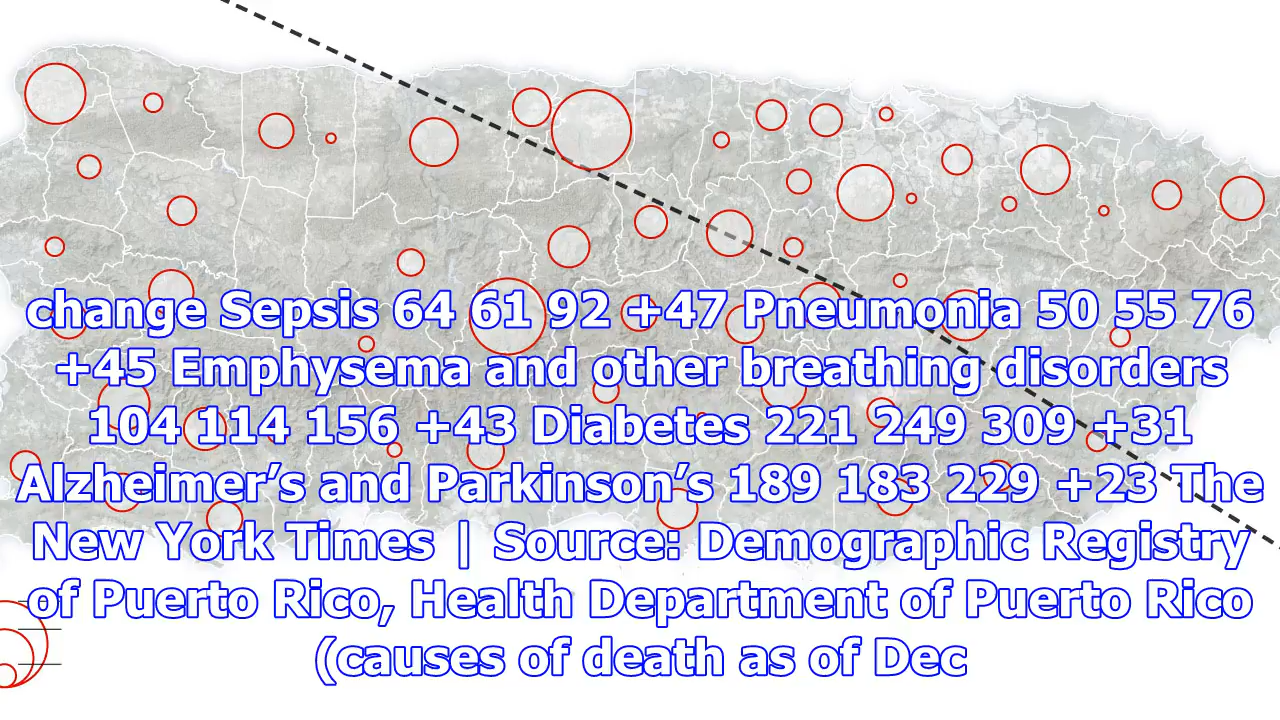 change Sepsis 64 61 92 +47 Pneumonia 50 55 76
+45 Emphysema and other breathing disorders
104 114 156 +43 Diabetes 221 249 309 +31
Alzheimer’s and Parkinson’s 189 183 229 +23 The
New York Times | Source: Demographic Registry
of Puerto Rico, Health Department of Puerto Rico
(causes of death as of Dec